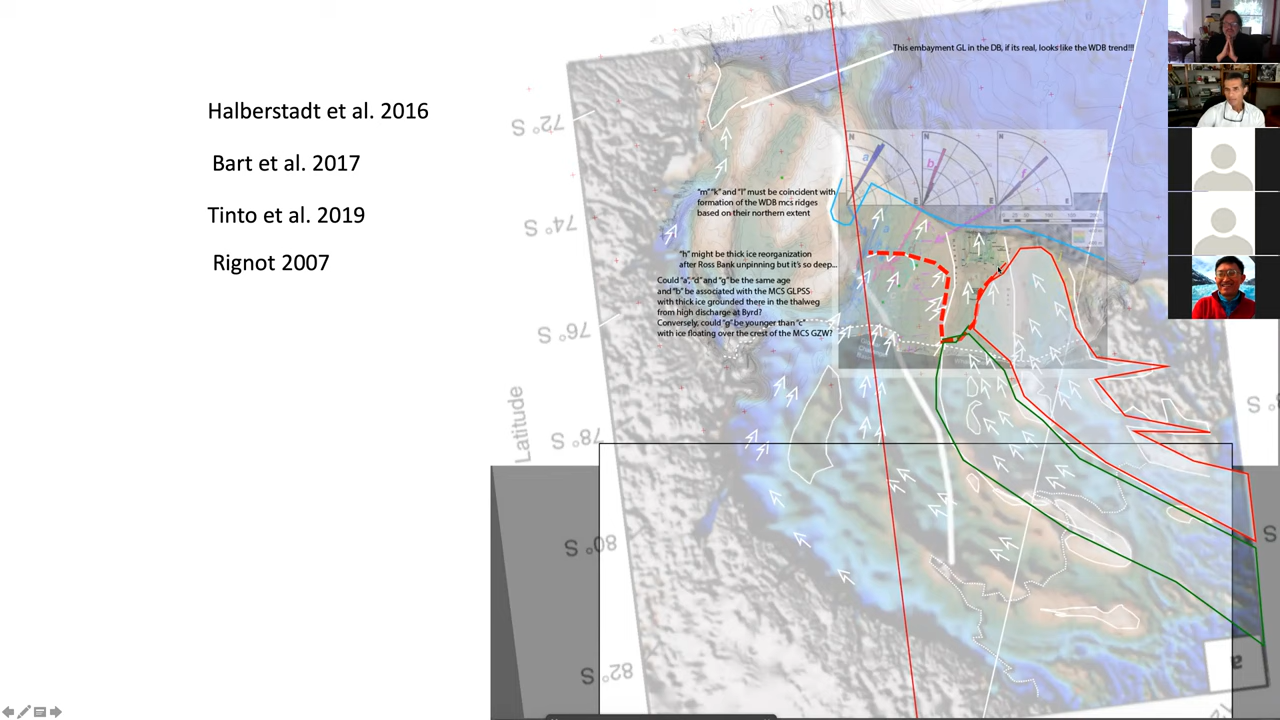 Halberstadt et al. 2016
Bart et al. 2017
Tinto et al. 2019
Rignot 2007
180°
This embayment GL in the DB, if its real, looks like the WDB trend!!!
72° S
N
N
N
a
b
f
E
E
E
"m" "k" and "l" must be coincident with
formation of the WDB mcs ridges
based on their northern extent
74° S
"h" might be thick ice reorganization
after Ross Bank unpinning but it's so deep...
Could "a", "d" and "g" be the same age
and "b" be associated with the MCS GLPSS
with thick ice grounded there in the thalweg
from high discharge at Byrd?
Conversely, could "g" be younger than "c"
with ice floating over the crest of the MCS GZW?
76° S
Latitude
78° S
S
80° S
S
82° S
a